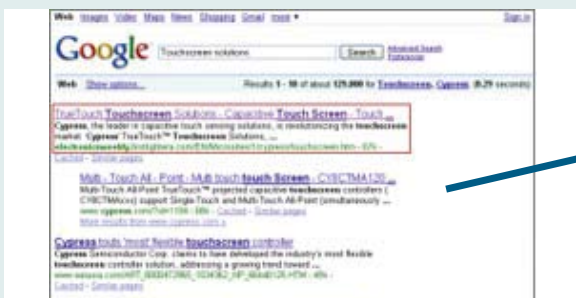 Web Images Video Maps News Shopping Gmail more ▼ Sign in
Google Touchscreen solutions Search Advanced Search
Preferences
Web Show options... Results 1 - 10 of about 129,000 for Touchscreen, Cypress. (0.29 seconds)
TrueTouch Touchscreen Solutions - Capacitive Touch Screen - Touch ...
Cypress, the leader in capacitive touch sensing solutions, is revolutionizing the touchscreen
market. Cypress' TrueTouch™ Touchscreen Solutions, ...
Cached - Similar pages
Multi - Touch All - Point - Multi touch touch Screen - CY8CTMA120 ...
Multi-Touch All-Point TrueTouch™ projected capacitive touchscreen controllers (
CY8CTMAxxx) support Single-Touch and Multi-Touch All-Point (simultaneously ...
www.cypress.com/?id=1156 - 58k - Cached - Similar pages
More results from www.cypress.com »
Cypress touts 'most' flexible touchscreen controller
Cypress Semiconductor Corp. claims to have developed the industry's most flexible
touchscreen controller solution, addressing a growing trend toward ...
Cached - Similar pages